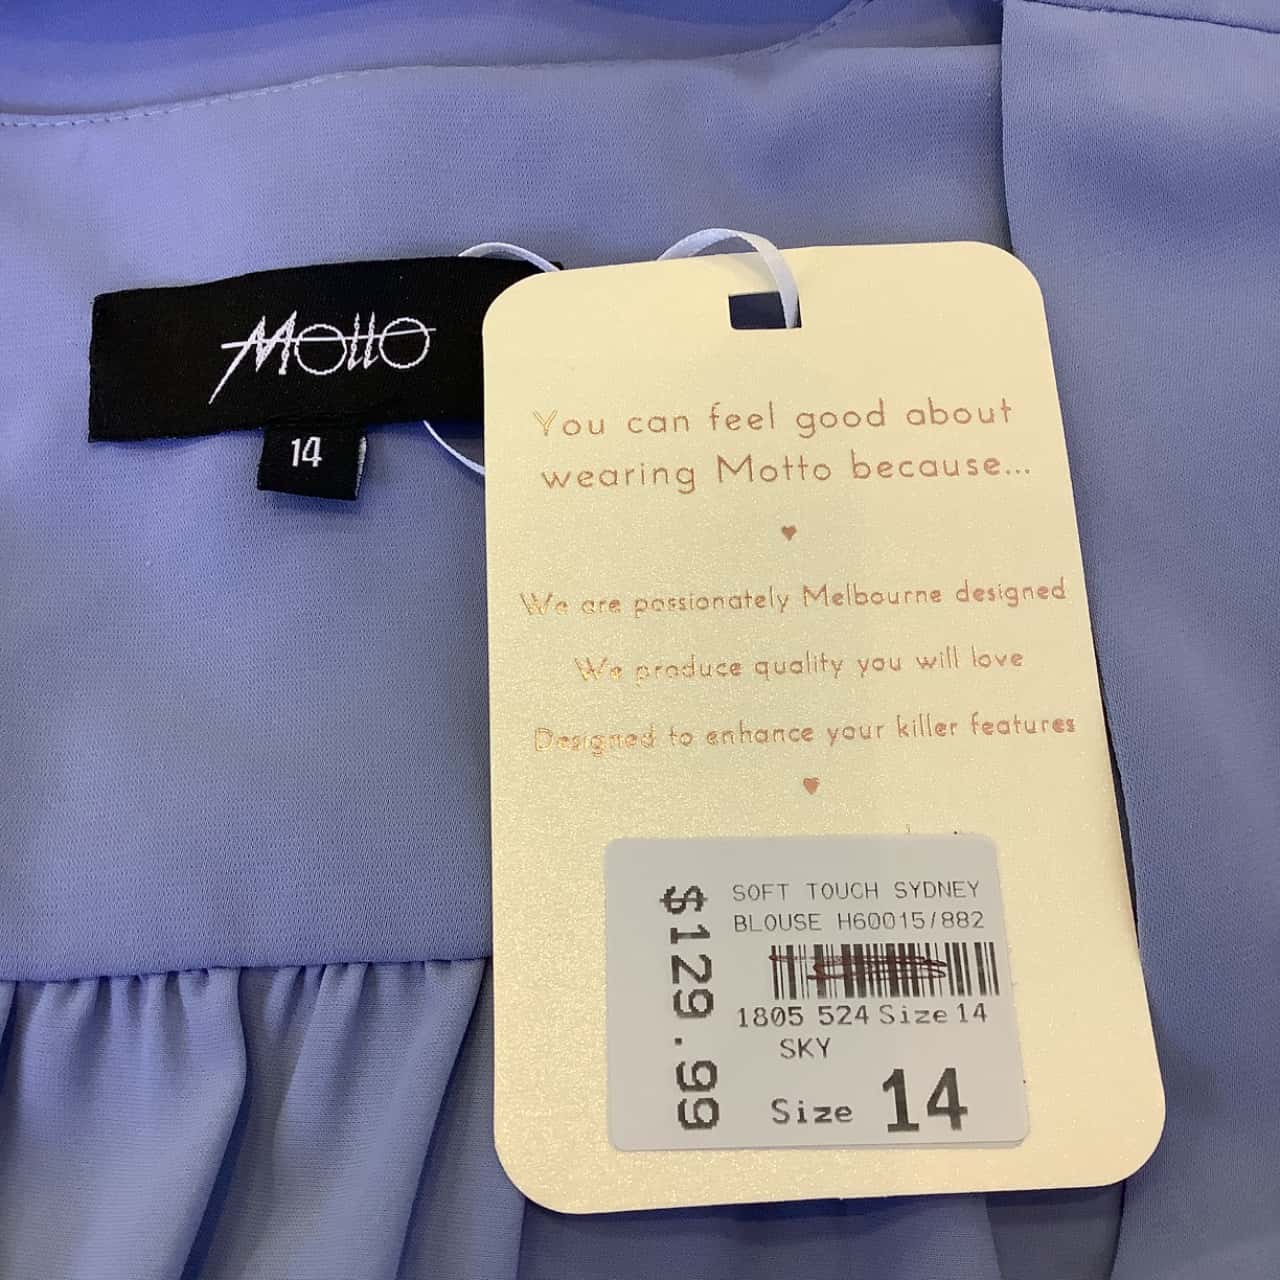 Motto
14
You can feel good about
wearing Motto because...
We are passionately Melbourne designed
We produce quality you will love
Designed to enhance your killer features
$129.99
SOFT TOUCH SYDNEY
BLOUSE H60015/882
1805 524 Size 14
SKY
Size 14